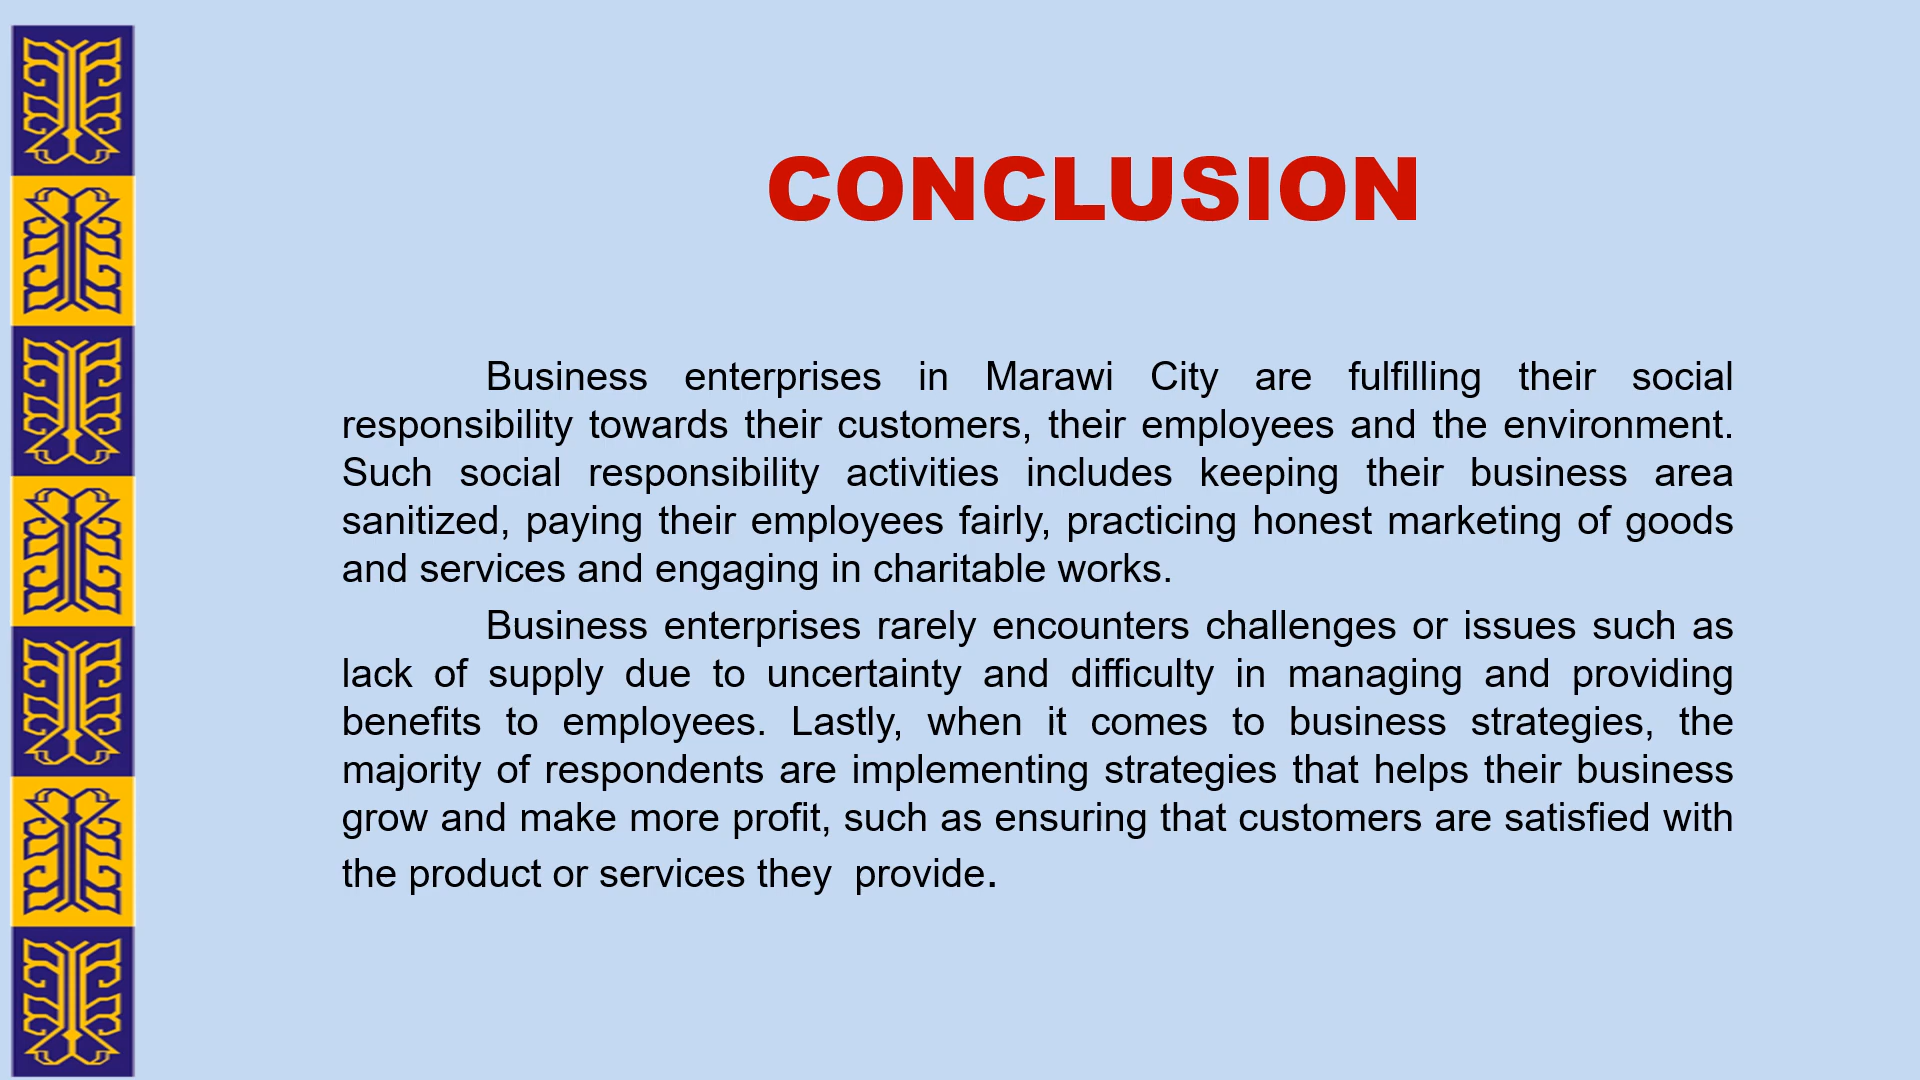 CONCLUSION
Business enterprises in Marawi City are fulfilling their social
responsibility towards their customers, their employees and the environment.
Such social responsibility activities includes keeping their business area
sanitized, paying their employees fairly, practicing honest marketing of goods
and services and engaging in charitable works.
Business enterprises rarely encounters challenges or issues such as
lack of supply due to uncertainty and difficulty in managing and providing
benefits to employees. Lastly, when it comes to business strategies, the
majority of respondents are implementing strategies that helps their business
grow and make more profit, such as ensuring that customers are satisfied with
the product or services they  provide.